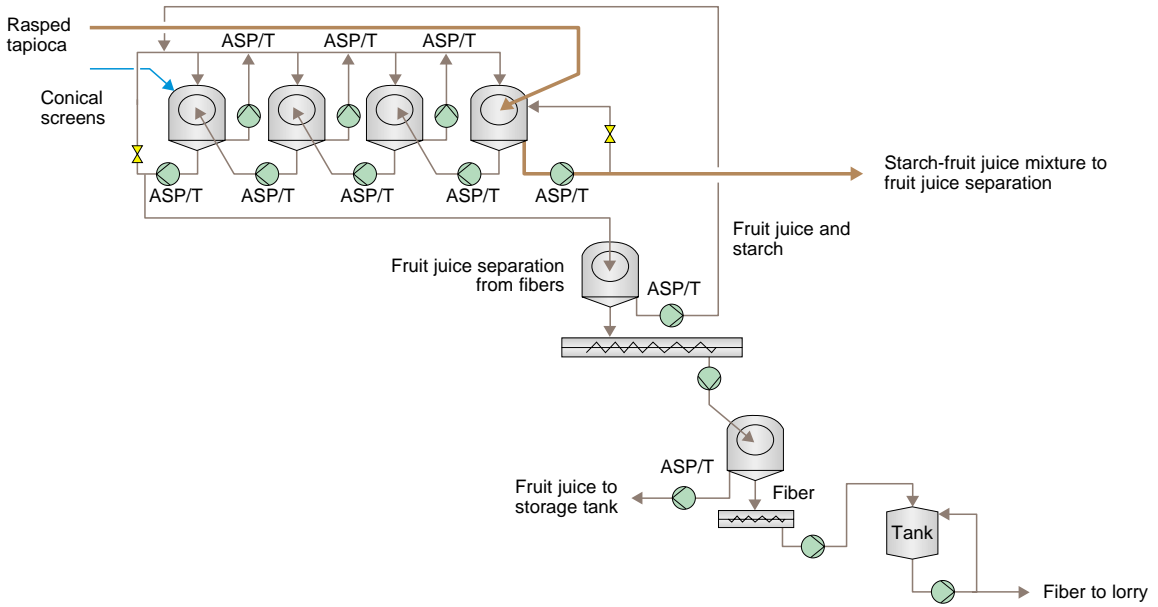 Rasped
tapioca
ASP/T
ASP/T
ASP/T
Conical
screens
ASP/T
ASP/T
ASP/T
ASP/T
ASP/T
Starch-fruit juice mixture to
fruit juice separation
Fruit juice and
starch
Fruit juice separation
from fibers
ASP/T
ASP/T
Fruit juice to
storage tank
Fiber
Tank
Fiber to lorry